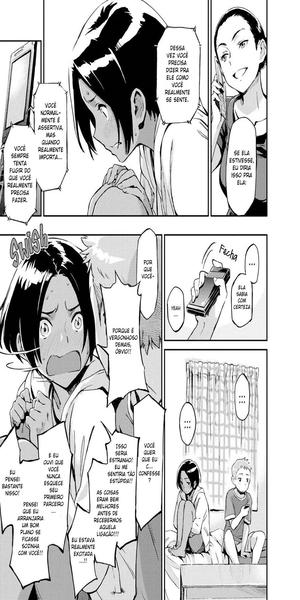 DESSA
VEZ VOCÊ
PRECISA
DIZER PRA
ELE COMO
VOCÊ
REALMENTE
SE SENTE.
SE ELA
ESTIVESSE,
EU DIRIA ISSO
PRA ELA!
VOCÊ
NORMAL-
MENTE É
ASSERTIVA,
MAS QUANDO
REALMENTE
IMPORTA...
VOCÊ
SEMPRE
TENTA
FUGIR DO
QUE VOCÊ
REALMENTE
PRECISA
FAZER.
Fecha
...
ELA
SABIA
COM
CERTEZA
YEAH...
POR
QUE
VOCÊ-
PORQUE É
VERGONHOSO
DEMAIS,
ÓBVIO!!
VOCÊ
QUER QUE
EU
C...
CONFESSE?
ISSO
SERIA
ESTRANHO!
EU ME
SENTIRIA TÃO
ESTÚPIDA!!
AS COISAS
ERAM BEM
MELHORES
ANTES DE
RECEBERMOS
AQUELA
LIGAÇÃO!!!
EU ESTAVA
REALMENTE
EXCITADA
...!!
E EU
OUVI QUE
VOCÊ
NUNCA
ESQUECE
SEU
PRIMEIRO
PARCEIRO
...
EU
PENSEI
BASTANTE
NISSO!
PENSEI
QUE EU
ARRANJARIA
UM BOM
PLANO SE
FICASSE
SOZINHA
COM VOCÊ!!
...
...